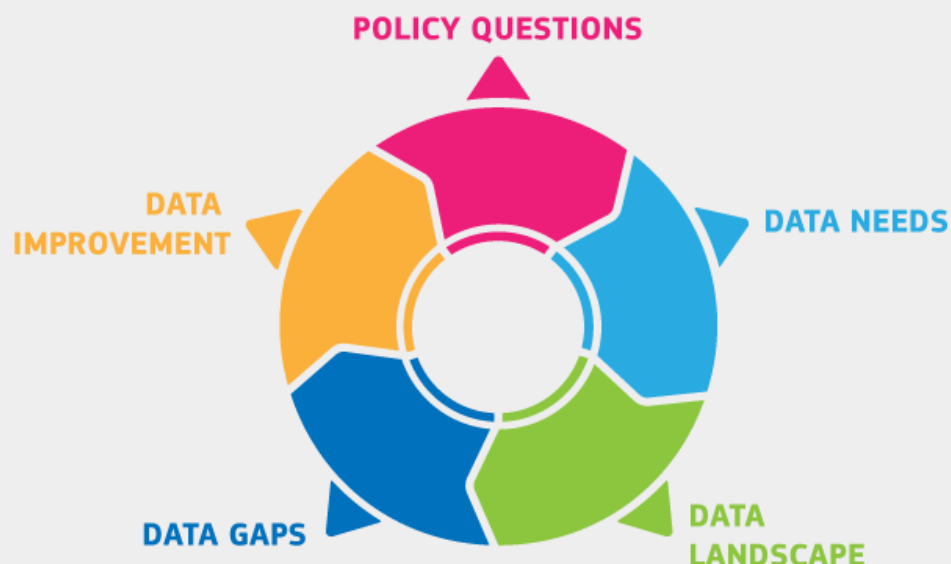 POLICY QUESTIONS
DATA NEEDS
DATA
LANDSCAPE
DATA GAPS
DATA
IMPROVEMENT